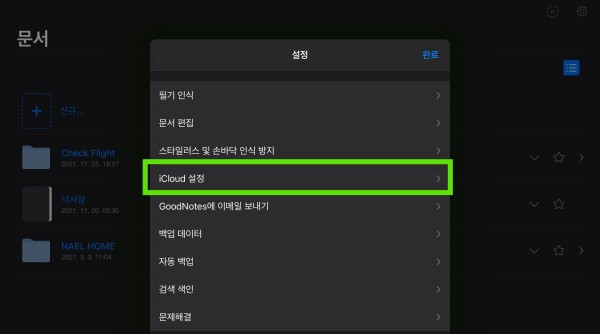 문서
설정
완료
신규...
Check Flight
2021. 11. 23. 18:27
낙서장
2021. 11. 20. 03:36
NAEL HOME
2021. 3. 3. 11:04
필기 인식
문서 편집
스타일러스 및 손바닥 인식 방지
iCloud 설정
GoodNotes에 이메일 보내기
백업 데이터
자동 백업
검색 색인
문제해결